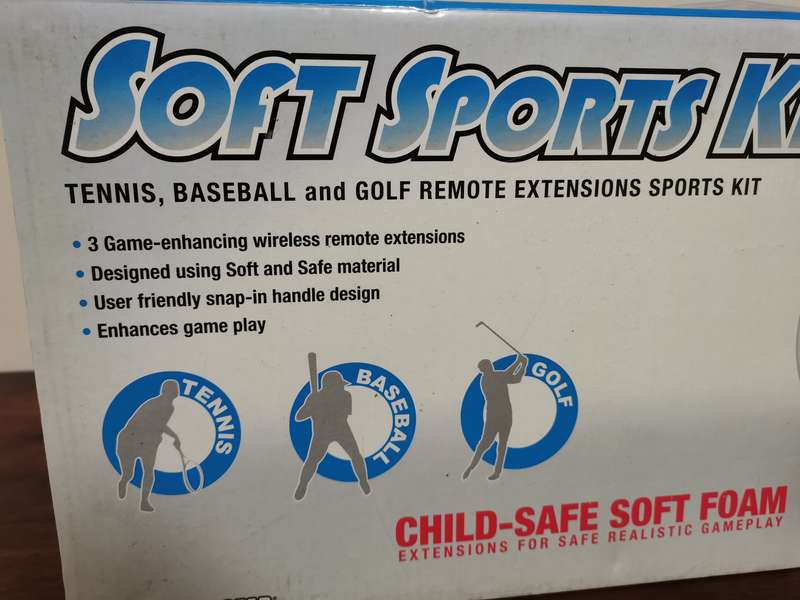 SOFT SPORTS
TENNIS, BASEBALL and GOLF REMOTE EXTENSIONS SPORTS KIT
• 3 Game-enhancing wireless remote extensions
• Designed using Soft and Safe material
• User friendly snap-in handle design
• Enhances game play
TENNIS
BASEBALL
GOLF
CHILD-SAFE SOFT FOAM
EXTENSIONS FOR SAFE REALISTIC GAMEPLAY